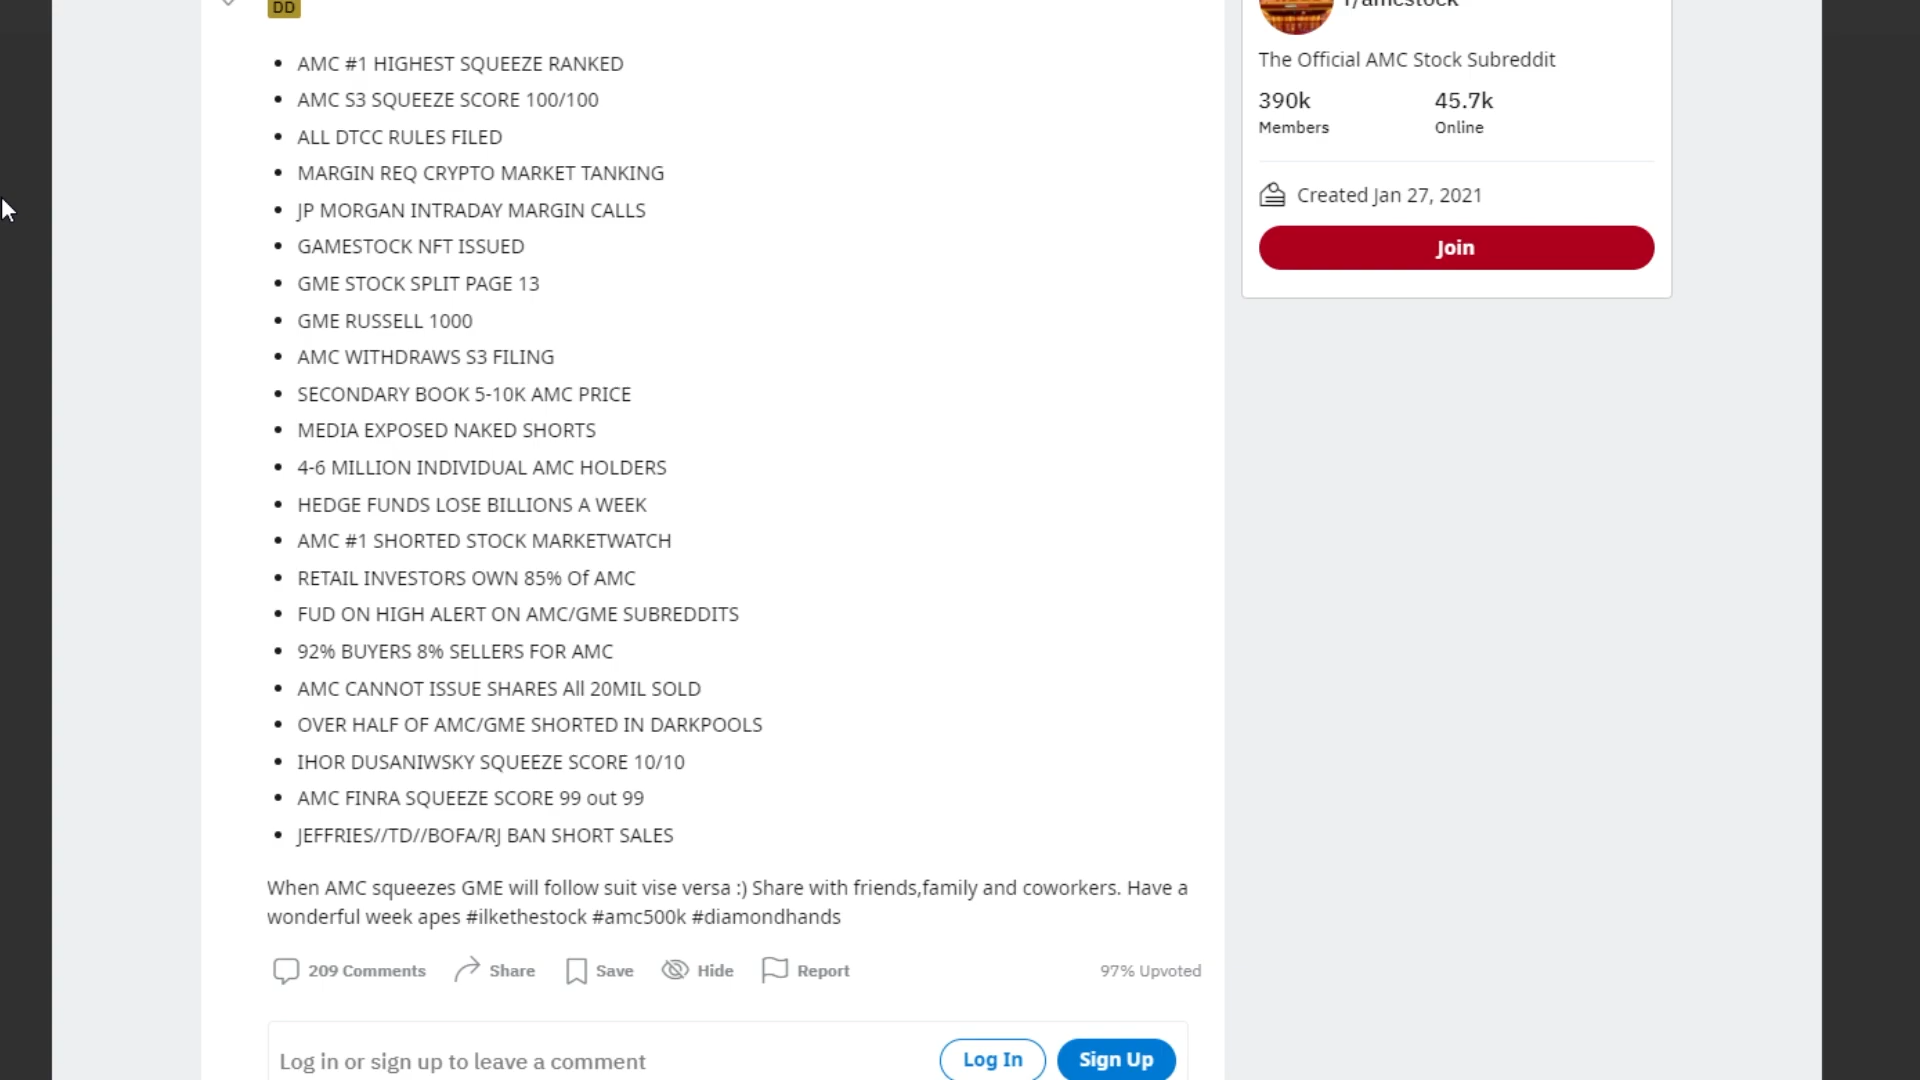 DD
AMC #1 HIGHEST SQUEEZE RANKED
AMC S3 SQUEEZE SCORE 100/100
ALL DTCC RULES FILED
MARGIN REQ CRYPTO MARKET TANKING
JP MORGAN INTRADAY MARGIN CALLS
GAMESTOCK NFT ISSUED
GME STOCK SPLIT PAGE 13
GME RUSSELL 1000
AMC WITHDRAWS S3 FILING
SECONDARY BOOK 5-10K AMC PRICE
MEDIA EXPOSED NAKED SHORTS
4-6 MILLION INDIVIDUAL AMC HOLDERS
HEDGE FUNDS LOSE BILLIONS A WEEK
AMC #1 SHORTED STOCK MARKETWATCH
RETAIL INVESTORS OWN 85% Of AMC
FUD ON HIGH ALERT ON AMC/GME SUBREDDITS
92% BUYERS 8% SELLERS FOR AMC
AMC CANNOT ISSUE SHARES All 20MIL SOLD
OVER HALF OF AMC/GME SHORTED IN DARKPOOLS
IHOR DUSANIWSKY SQUEEZE SCORE 10/10
AMC FINRA SQUEEZE SCORE 99 out 99
JEFFRIES//TD//BOFA/RJ BAN SHORT SALES
When AMC squeezes GME will follow suit vise versa :) Share with friends,family and coworkers. Have a
wonderful week apes #ilkethestock #amc500k #diamondhands
209 Comments Share Save Hide Report 97% Upvoted
Log in or sign up to leave a comment Log In Sign Up
r/amcstock
The Official AMC Stock Subreddit
390k 45.7k
Members Online
Created Jan 27, 2021
Join